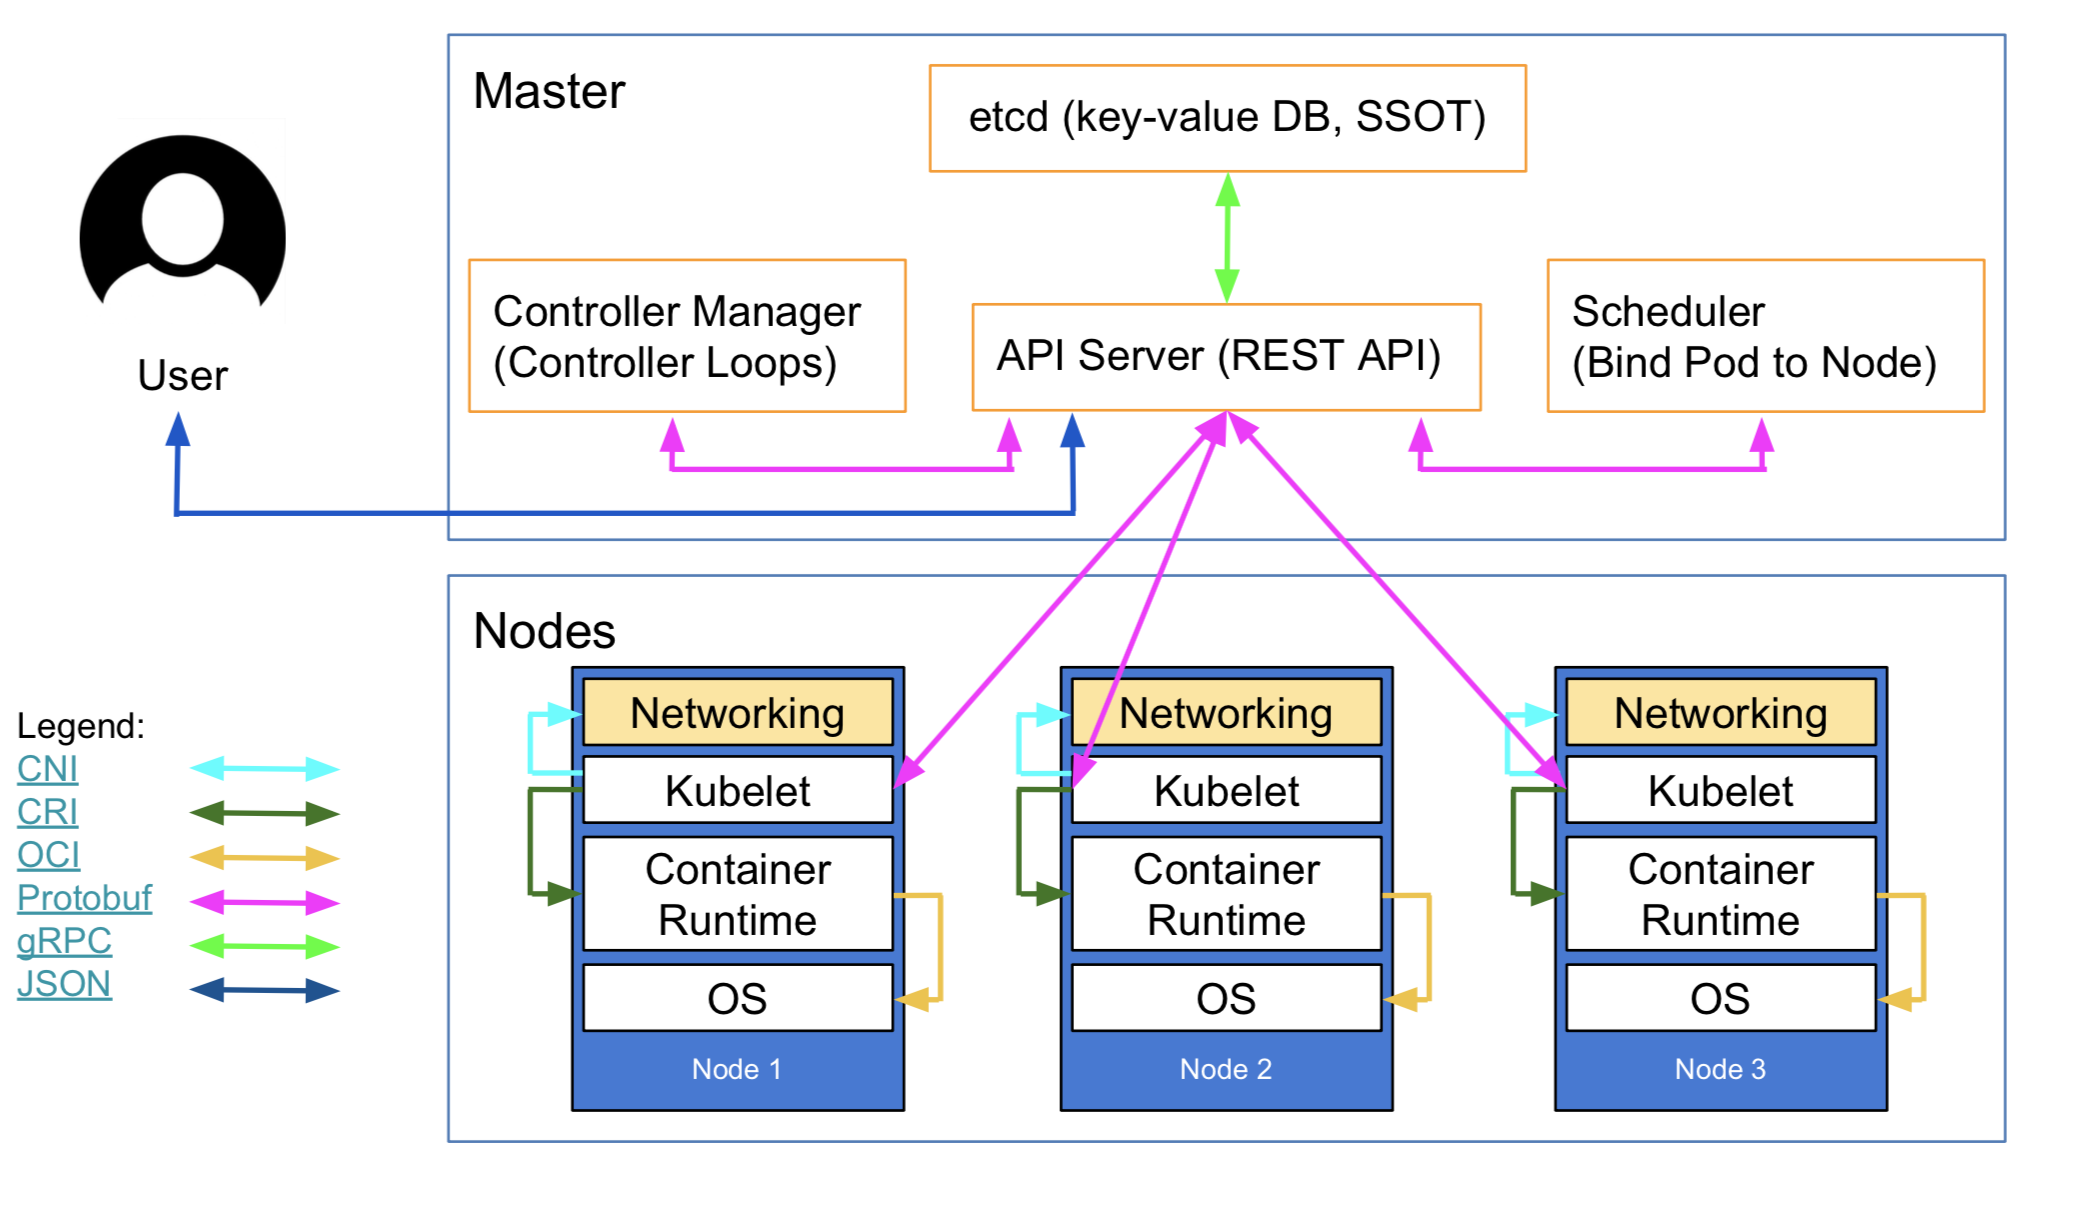 Master
etcd (key-value DB, SSOT)
User
Controller Manager
(Controller Loops)
API Server (REST API)
Scheduler
(Bind Pod to Node)
Nodes
Networking
Kubelet
Container
Runtime
OS
Node 1
Networking
Kubelet
Container
Runtime
OS
Node 2
Networking
Kubelet
Container
Runtime
OS
Node 3
Legend:
CNI
CRI
OCI
Protobuf
gRPC
JSON